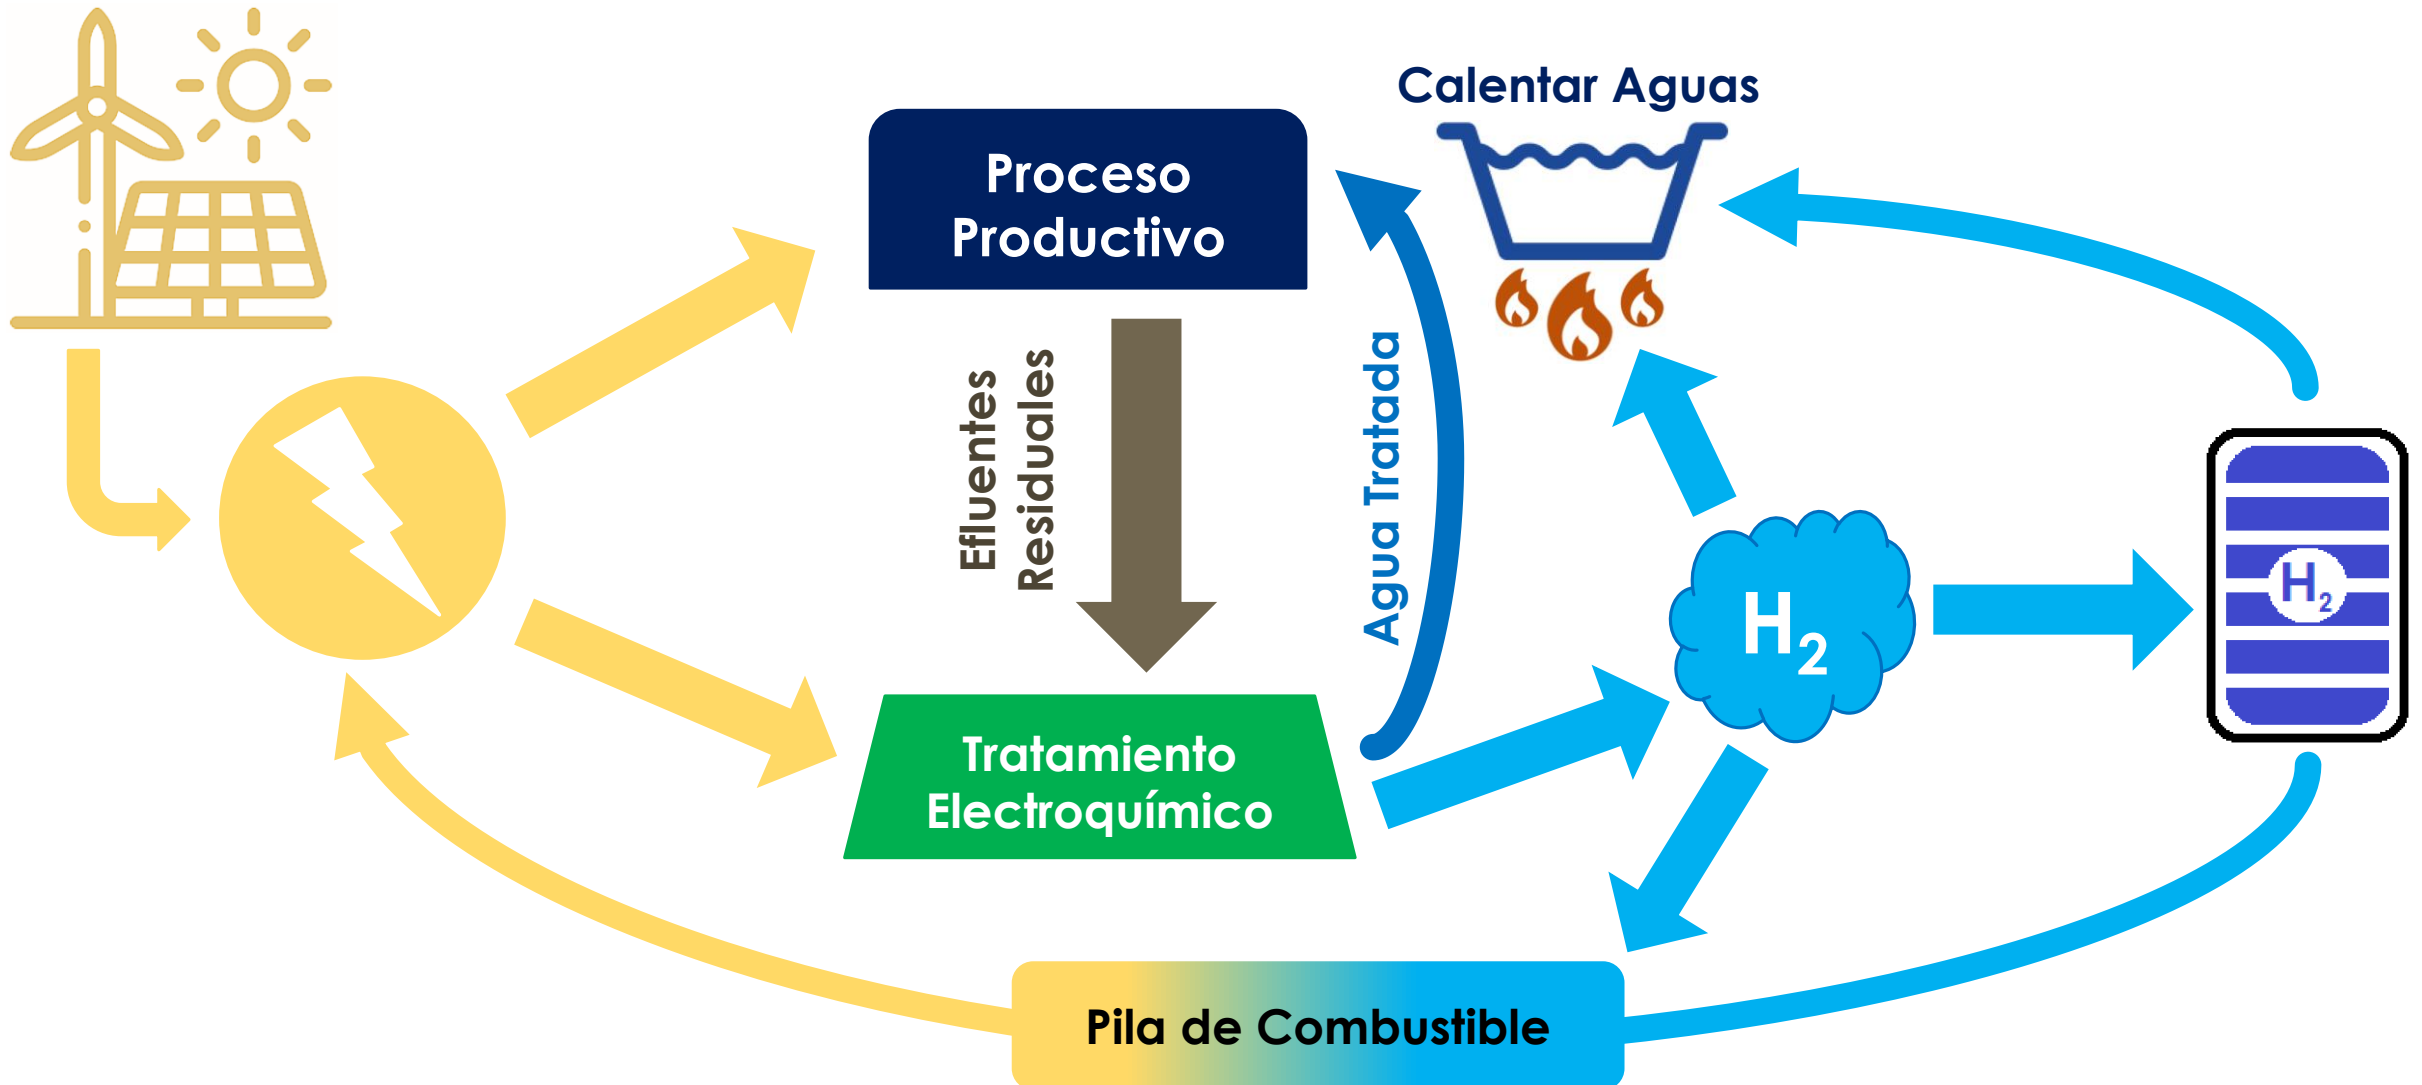 Calentar Aguas
Proceso
Productivo
Efluentes
Residuales
Agua Tratada
H₂
H₂
Tratamiento
Electroquímico
Pila de Combustible